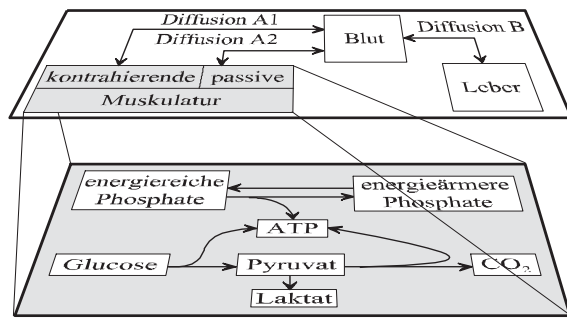 Diffusion A1
Diffusion A2
Blut
Diffusion B
kontrahierende passive
Muskulatur
Leber
energiereiche
Phosphate
energieärmere
Phosphate
ATP
Glucose
Pyruvat
CO₂
Laktat